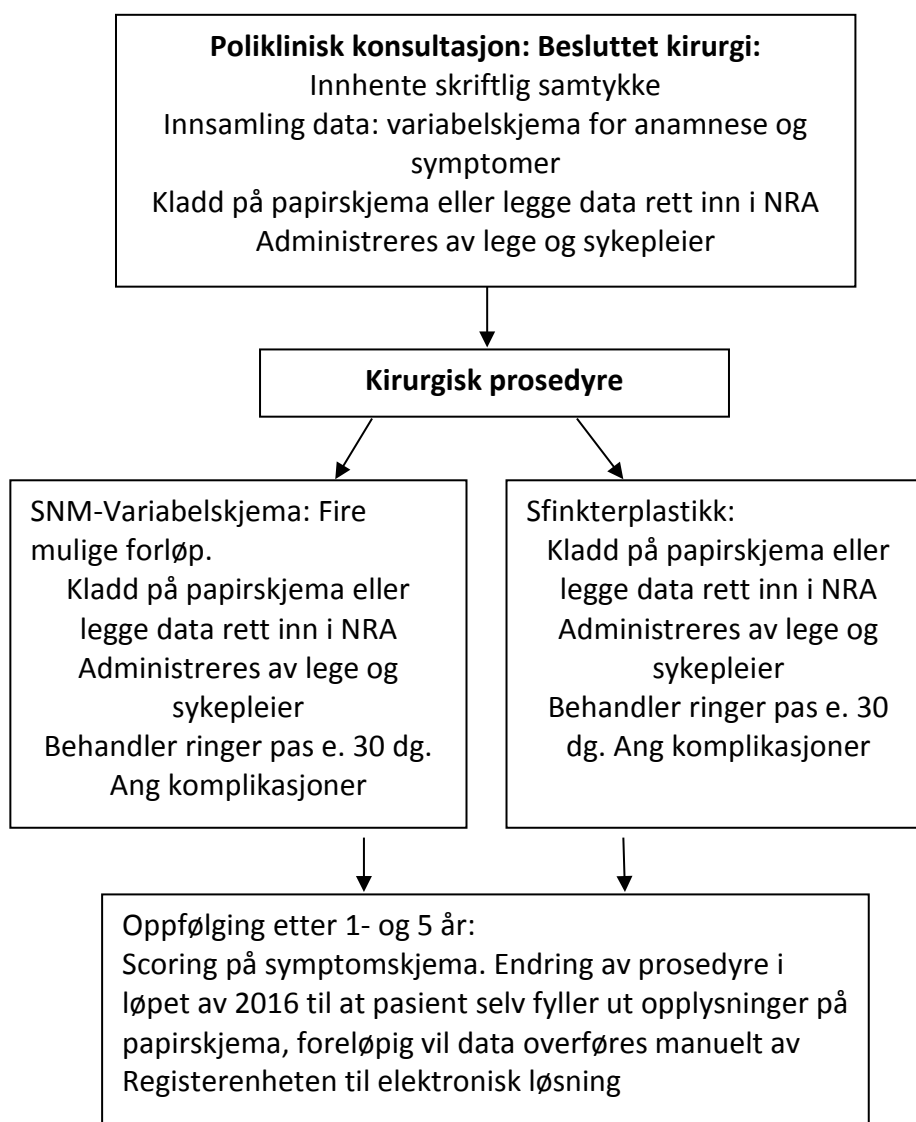 Poliklinisk konsultasjon: Besluttet kirurgi:
Innhente skriftlig samtykke
Innsamling data: variabelskjema for anamnese og
symptomer
Kladd på papirskjema eller legge data rett inn i NRA
Administreres av lege og sykepleier
Kirurgisk prosedyre
SNM-Variabelskjema: Fire
mulige forløp.
Kladd på papirskjema eller
legge data rett inn i NRA
Administreres av lege og
sykepleier
Behandler ringer pas e. 30 dg.
Ang komplikasjoner
Sfinkterplastikk:
Kladd på papirskjema eller
legge data rett inn i NRA
Administreres av lege og
sykepleier
Behandler ringer pas e. 30
dg. Ang komplikasjoner
Oppfølging etter 1- og 5 år:
Scoring på symptomskjema. Endring av prosedyre i
løpet av 2016 til at pasient selv fyller ut opplysninger på
papirskjema, foreløpig vil data overføres manuelt av
Registerenheten til elektronisk løsning